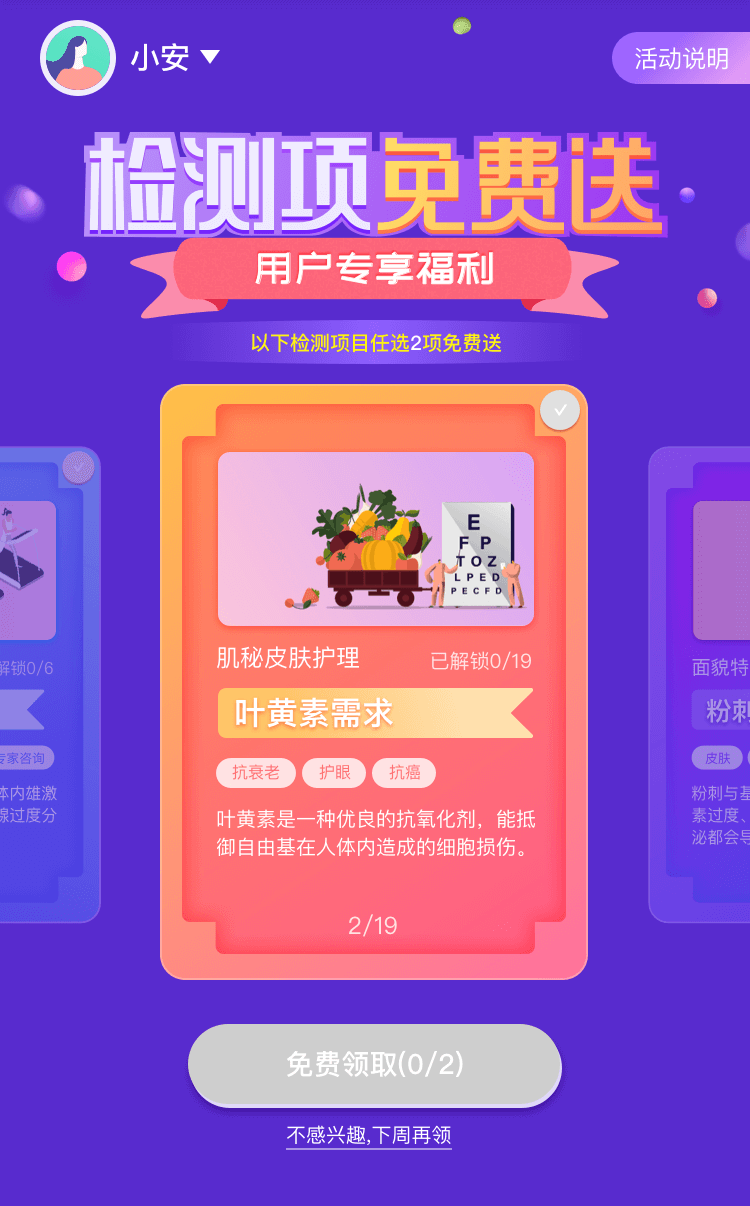 小安
活动说明
检测项免费送
用户专享福利
以下检测项目任选2项免费送
E
F P
T O Z
L P E D
P E C F D
肌秘皮肤护理
已解锁0/19
叶黄素需求
抗衰老
护眼
抗癌
叶黄素是一种优良的抗氧化剂，能抵
御自由基在人体内造成的细胞损伤。
2/19
解锁0/6
专家咨询
体内雄激
腺过度分
面貌特
粉刺
皮肤
粉刺与基
素过度、
泌都会导
免费领取(0/2)
不感兴趣,下周再领